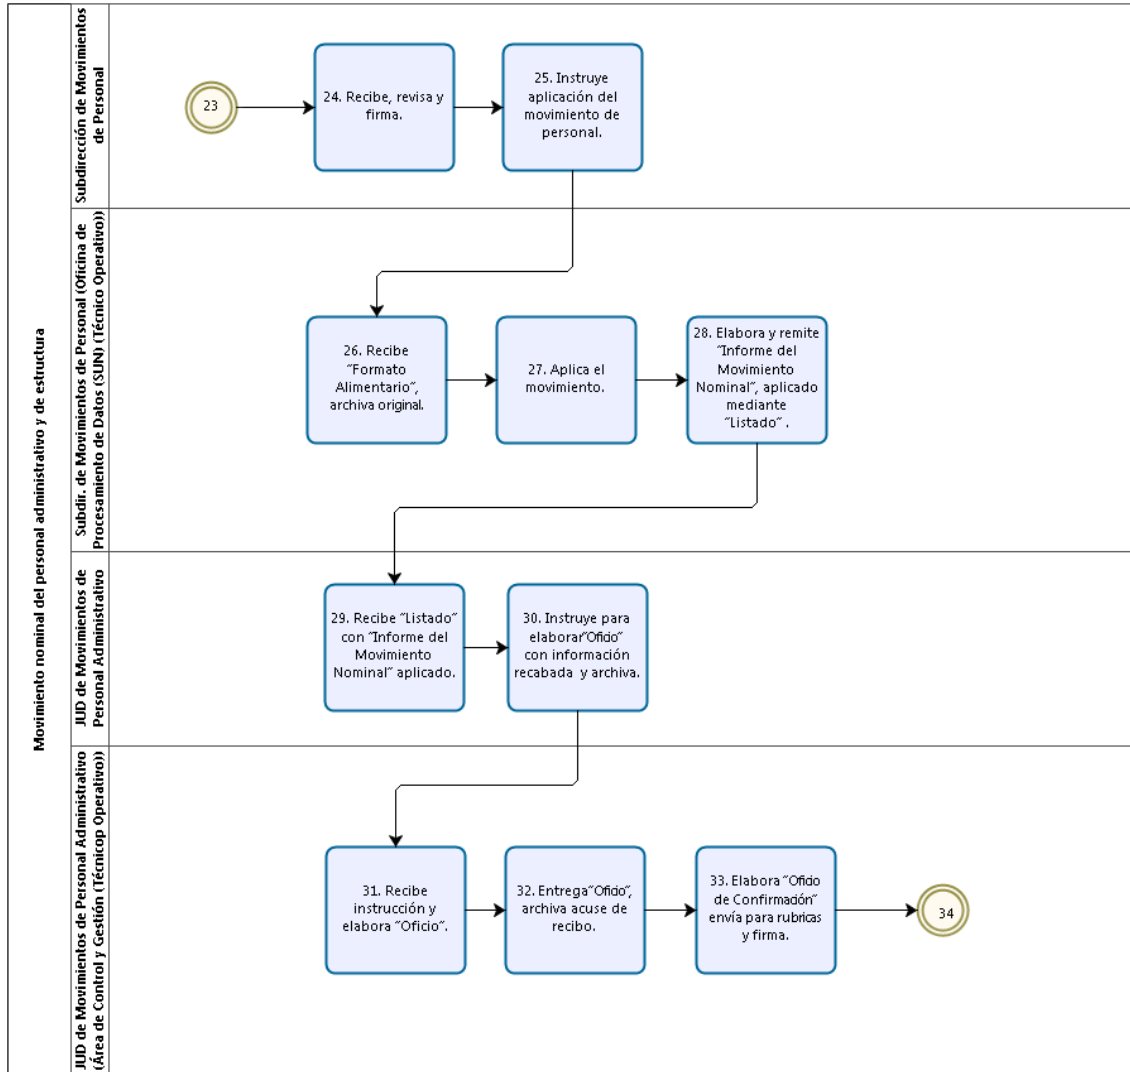 Movimiento nominal del personal administrativo y de estructura
Subdirección de Movimientos
de Personal
23
24. Recibe, revisa y
firma.
25. Instruye
aplicación del
movimiento de
personal.
Subdir. de Movimientos de Personal (Oficina de
Procesamiento de Datos (SUN) (Técnico Operativo))
26. Recibe
“Formato
Alimentario”,
archiva original.
27. Aplica el
movimiento.
28. Elabora y remite
“Informe del
Movimiento
Nominal”, aplicado
mediante
“Listado” .
JUD de Movimientos de
Personal Administrativo
29. Recibe “Listado”
con “Informe del
Movimiento
Nominal” aplicado.
30. Instruye para
elaborar“Oficio”
con información
recabada y archiva.
JUD de Movimientos de Personal Administrativo
(Área de Control y Gestión (Técnicop Operativo))
31. Recibe
instrucción y
elabora “Oficio”.
32. Entrega“Oficio”,
archiva acuse de
recibo.
33. Elabora “Oficio
de Confirmación”
envía para rubricas
y firma.
34